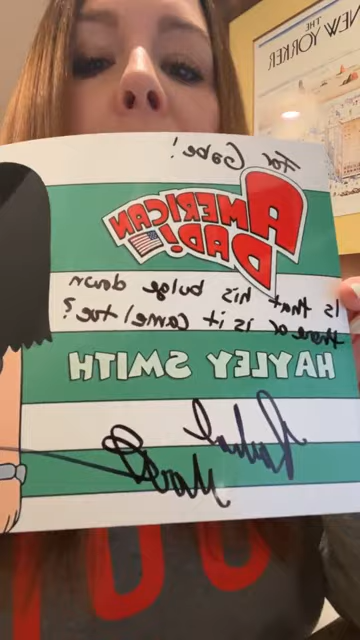 THE
NEW YORKER
For Gabe!
AMERICAN
DAD!
Is that his bulge down
there or is it camel toe?
HAYLEY SMITH
Rachael
MacFa